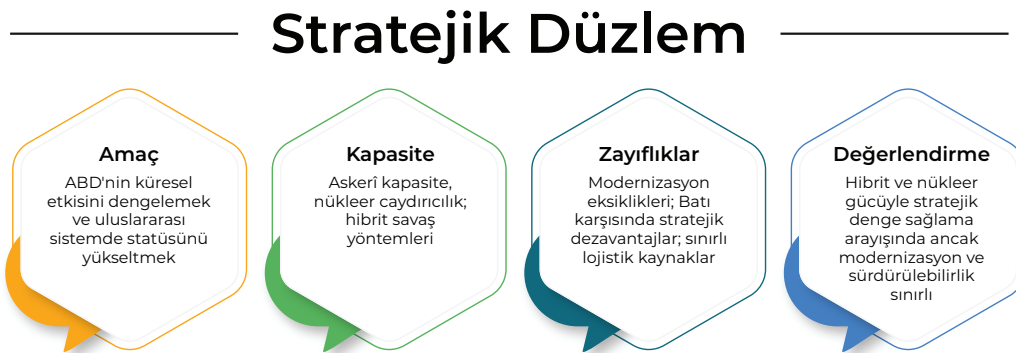 Stratejik Düzlem
Amaç
ABD'nin küresel
etkisini dengelemek
ve uluslararası
sistemde statüsünü
yükseltmek
Kapasite
Askerî kapasite,
nükleer caydırıcılık;
hibrit savaş
yöntemleri
Zayıflıklar
Modernizasyon
eksiklikleri; Batı
karşısında stratejik
dezavantajlar; sınırlı
lojistik kaynaklar
Değerlendirme
Hibrit ve nükleer
gücüyle stratejik
denge sağlama
arayışında ancak
modernizasyon ve
sürdürülebilirlik
sınırlı